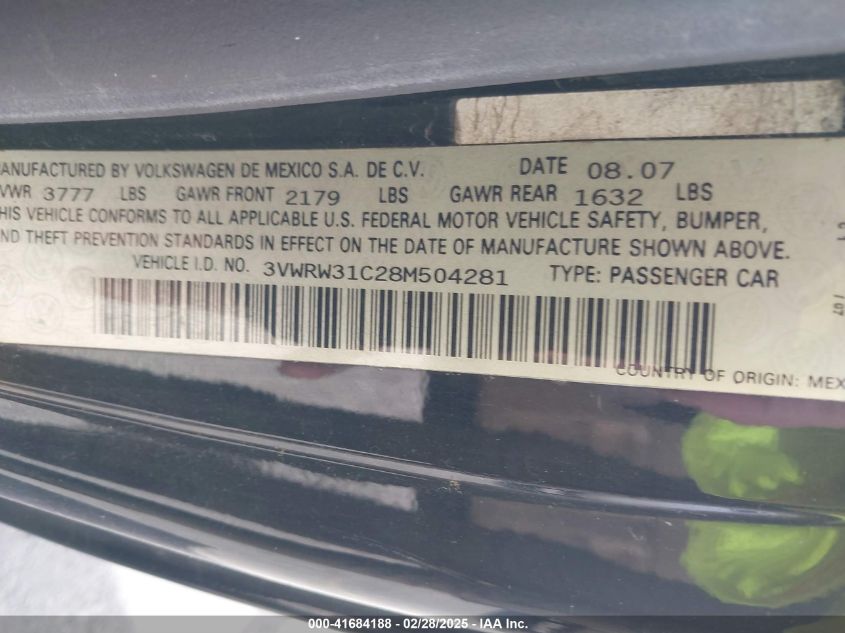 ANUFACTURED BY VOLKSWAGEN DE MEXICO S.A. DE C.V. DATE 08.07
VWR 3777 LBS GAWR FRONT 2179 LBS GAWR REAR 1632 LBS
HIS VEHICLE CONFORMS TO ALL APPLICABLE U.S. FEDERAL MOTOR VEHICLE SAFETY, BUMPER,
ND THEFT PREVENTION STANDARDS IN EFFECT ON THE DATE OF MANUFACTURE SHOWN ABOVE.
VEHICLE I.D. NO. 3VWRW31C28M504281 TYPE: PASSENGER CAR
COUNTRY OF ORIGIN: MEX
000-41684188 - 02/28/2025 - IAA Inc.